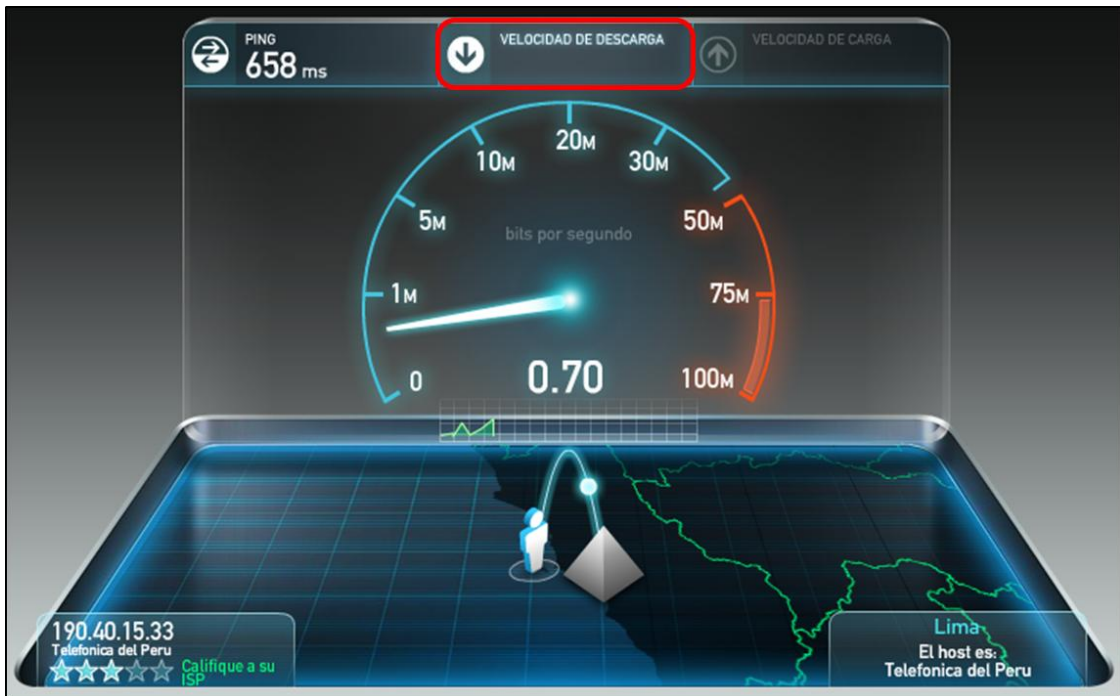 PING
658 ms
VELOCIDAD DE DESCARGA
VELOCIDAD DE CARGA
20M
10M
30M
5M
50M
bits por segundo
1M
75M
0
0.70
100M
190.40.15.33
Telefonica del Peru
Califique a su
ISP
Lima
El host es:
Telefonica del Peru